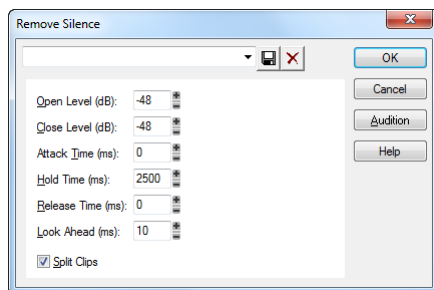 Remove Silence
OK
Open Level (dB): -48
Cancel
Close Level (dB): -48
Audition
Attack Time (ms): 0
Help
Hold Time (ms): 2500
Release Time (ms): 0
Look Ahead (ms): 10
Split Clips